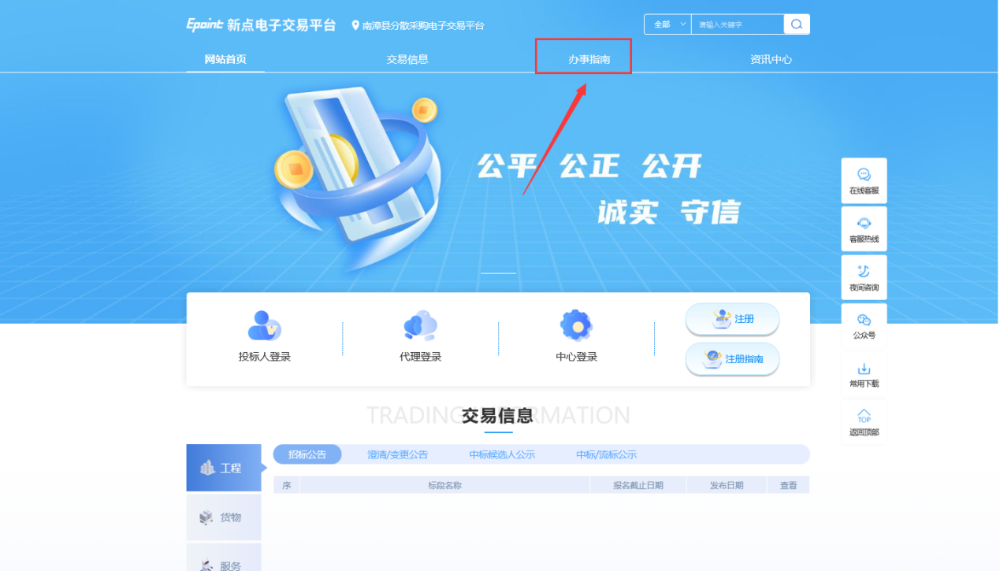 Epoint 新点电子交易平台 南漳县分散采购电子交易平台 全部 请输入关键字
网站首页 交易信息 办事指南 资讯中心
公平 公正 公开
诚实 守信
在线客服
客服热线
夜间咨询
公众号
常用下载
TOP
返回顶部
投标人登录 代理登录 中心登录
注册
注册指南
TRADING INFORMATION
交易信息
工程
货物
服务
招标公告 澄清/变更公告 中标候选人公示 中标/流标公示
序 标段名称 报名截止日期 发布日期 查看